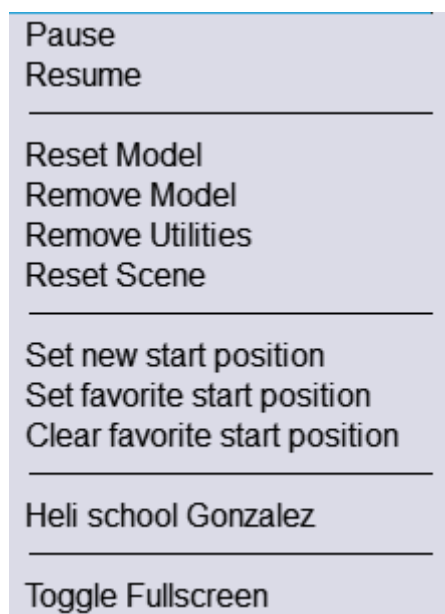 Pause
Resume
Reset Model
Remove Model
Remove Utilities
Reset Scene
Set new start position
Set favorite start position
Clear favorite start position
Heli school Gonzalez
Toggle Fullscreen